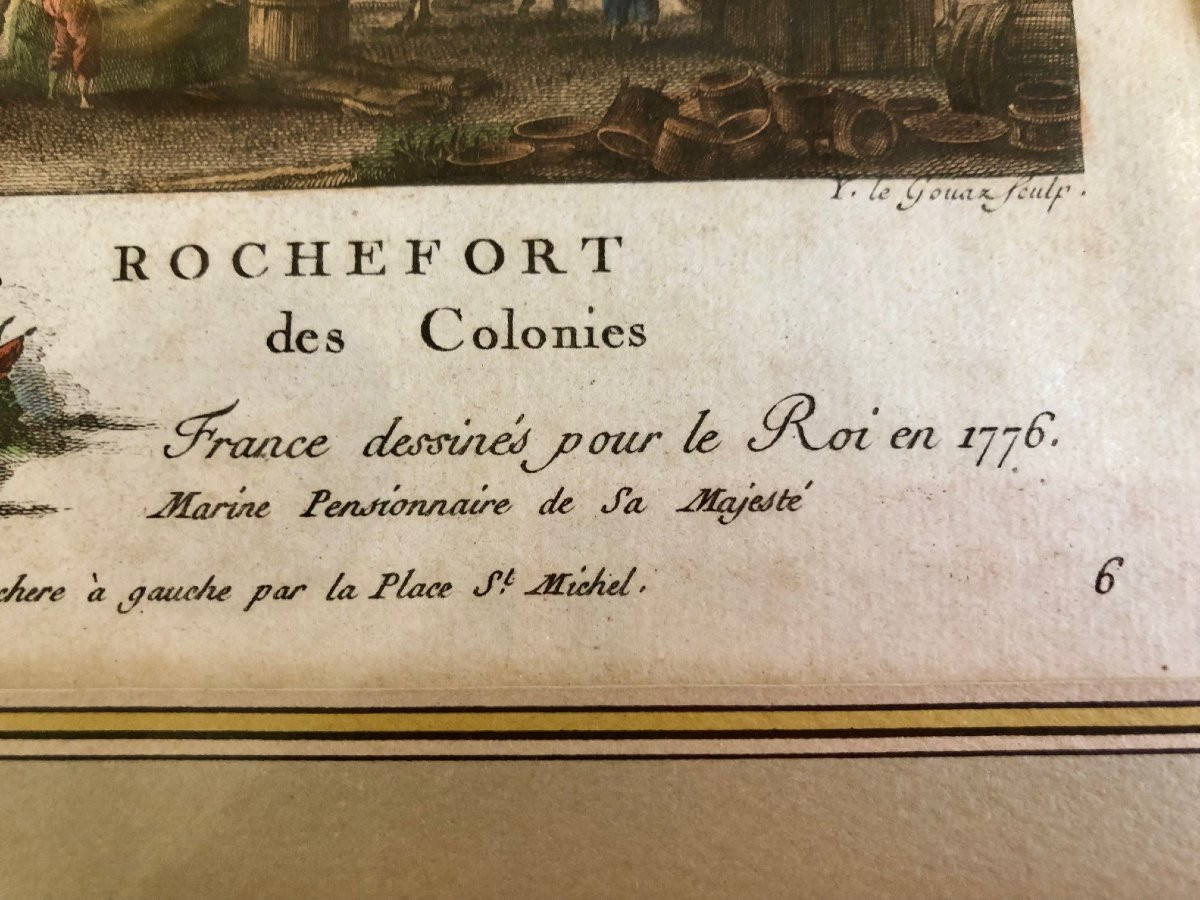 Y. le Gouaz Sculp.
ROCHEFORT
des Colonies
France dessinés pour le Roi en 1776.
Marine Pensionnaire de Sa Majesté
chere à gauche par la Place St. Michel.
6